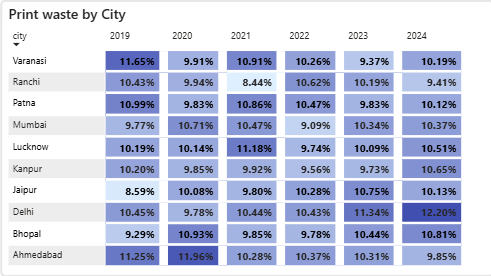 Print waste by City
city 2019 2020 2021 2022 2023 2024
Varanasi 11.65% 9.91% 10.91% 10.26% 9.37% 10.19%
Ranchi 10.43% 9.94% 8.44% 10.62% 10.19% 9.41%
Patna 10.99% 9.83% 10.86% 10.47% 9.83% 10.12%
Mumbai 9.77% 10.71% 10.47% 9.09% 10.34% 10.37%
Lucknow 10.19% 10.14% 11.18% 9.74% 10.09% 10.51%
Kanpur 10.20% 9.85% 9.92% 9.56% 9.73% 10.65%
Jaipur 8.59% 10.08% 9.80% 10.28% 10.75% 10.13%
Delhi 10.45% 9.78% 10.44% 10.43% 11.34% 12.20%
Bhopal 9.29% 10.93% 9.85% 9.78% 10.44% 10.81%
Ahmedabad 11.25% 11.96% 10.28% 10.37% 10.31% 9.85%